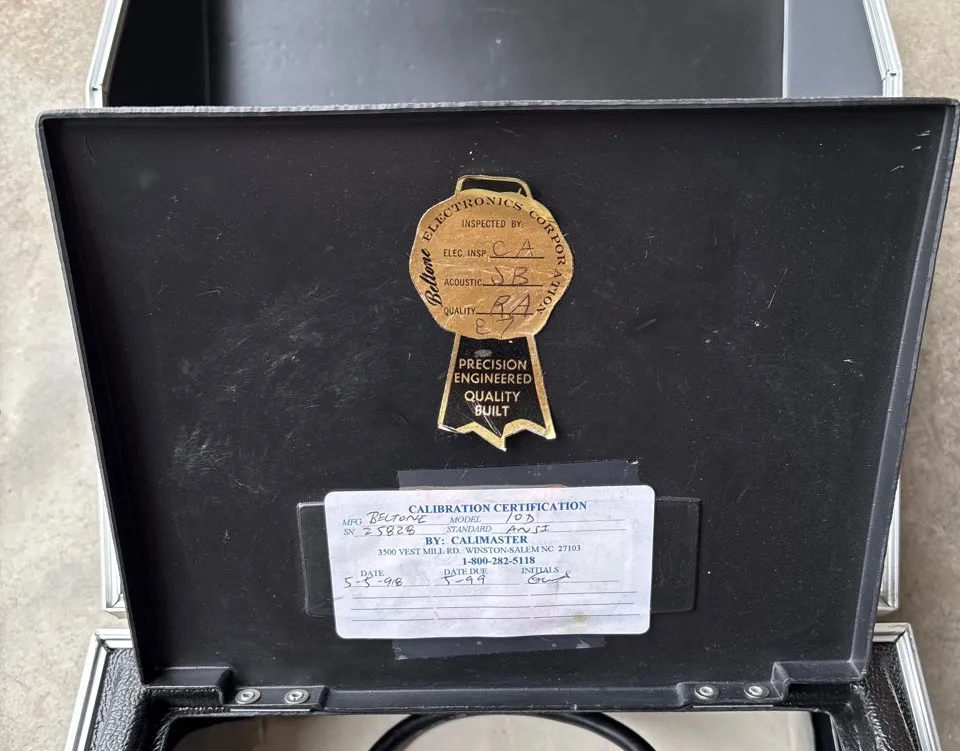 Beltone ELECTRONICS CORPORATION
INSPECTED BY:
ELEC. INSP. CA
ACOUSTIC JB
QUALITY RA
E7
PRECISION
ENGINEERED
QUALITY
BUILT
CALIBRATION CERTIFICATION
MFG BELTONE MODEL 10D
SN 25828 STANDARD ANSI
BY: CALIMASTER
3500 VEST MILL RD. WINSTON-SALEM NC 27103
1-800-282-5118
DATE DATE DUE INITIALS
5-5-98 5-99